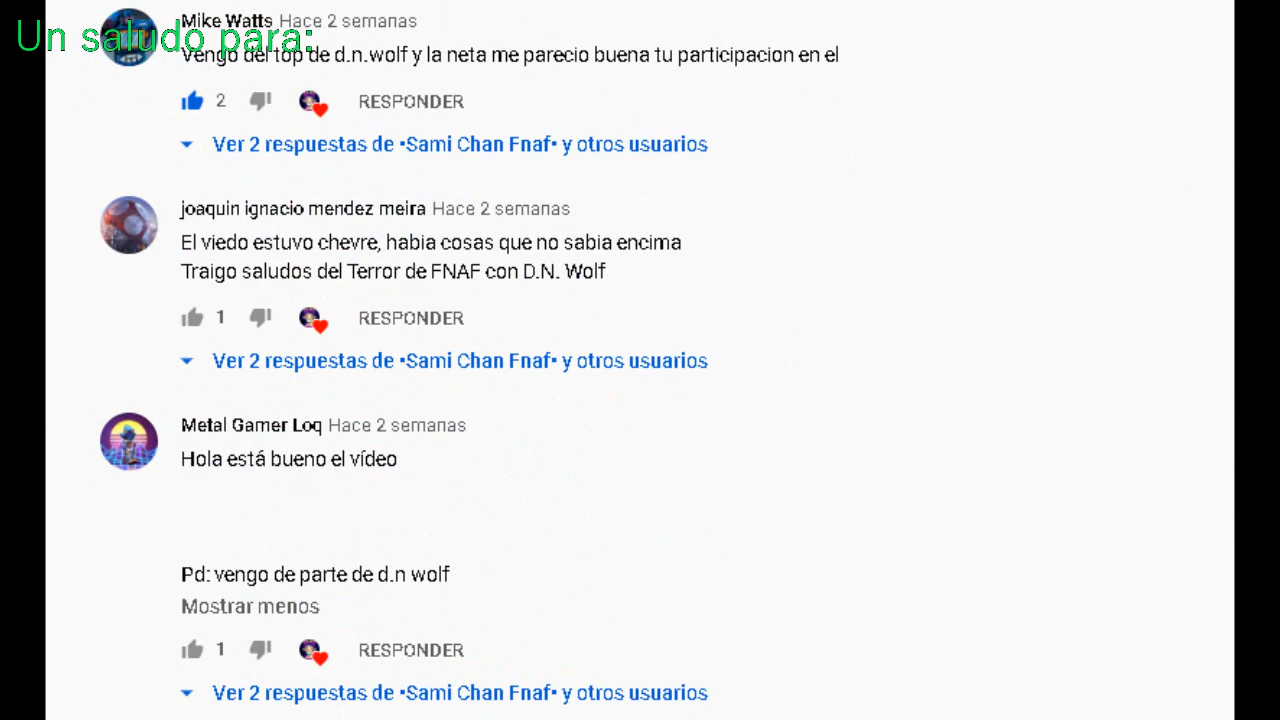 Un saludo para:
Mike Watts Hace 2 semanas
Vengo del top de d.n.wolf y la neta me parecio buena tu participacion en el
2 RESPONDER
Ver 2 respuestas de •Sami Chan Fnaf• y otros usuarios
joaquin ignacio mendez meira Hace 2 semanas
El viedo estuvo chevre, habia cosas que no sabia encima
Traigo saludos del Terror de FNAF con D.N. Wolf
1 RESPONDER
Ver 2 respuestas de •Sami Chan Fnaf• y otros usuarios
Metal Gamer Loq Hace 2 semanas
Hola está bueno el vídeo
Pd: vengo de parte de d.n wolf
Mostrar menos
1 RESPONDER
Ver 2 respuestas de •Sami Chan Fnaf• y otros usuarios